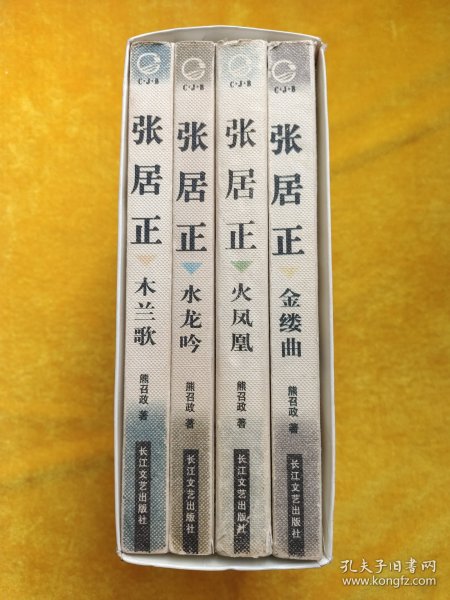 C·J·B
张居正
木兰歌
熊召政 著
长江文艺出版社
C·J·B
张居正
水龙吟
熊召政 著
长江文艺出版社
C·J·B
张居正
火凤凰
熊召政 著
长江文艺出版社
C·J·B
张居正
金缕曲
熊召政 著
长江文艺出版社
孔夫子旧书网
www.kongfz.com